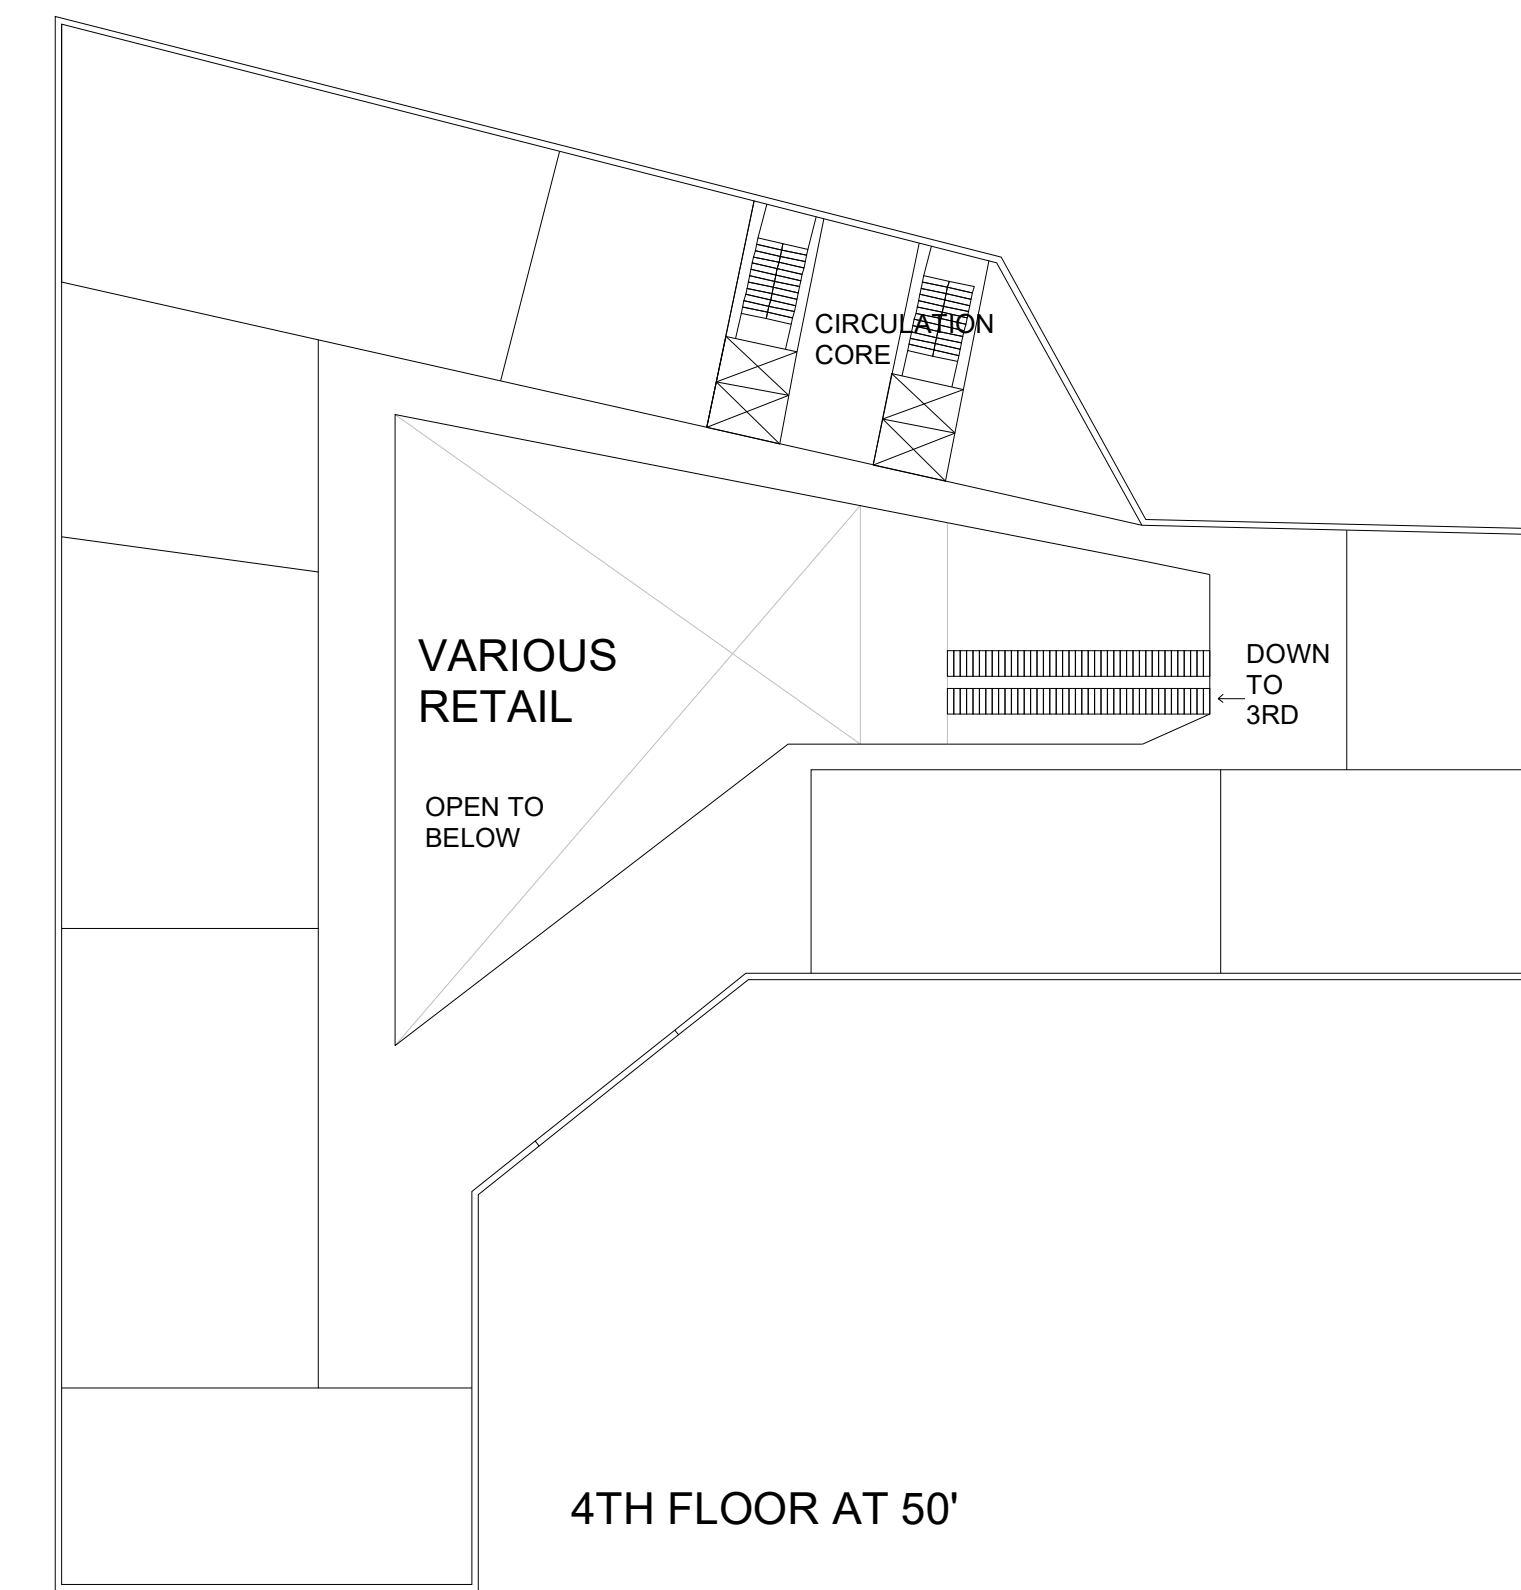 CIRCULATION
CORE
VARIOUS
RETAIL
DOWN
TO
3RD
OPEN TO
BELOW
4TH FLOOR AT 50'